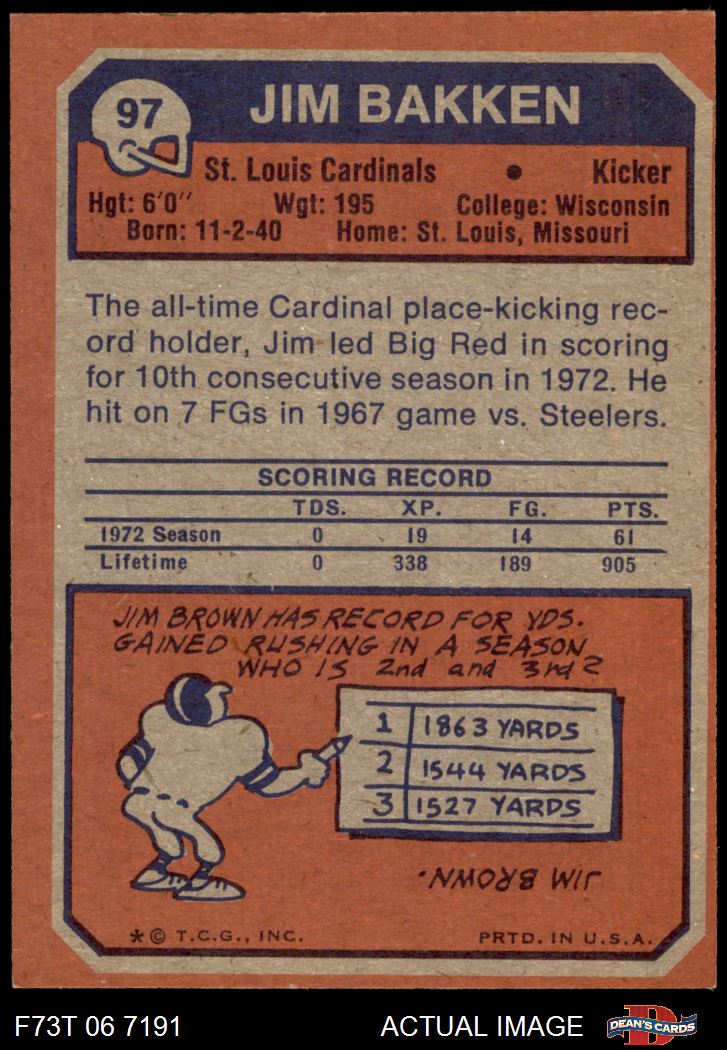 97
JIM BAKKEN
St. Louis Cardinals • Kicker
Hgt: 6'0" Wgt: 195 College: Wisconsin
Born: 11-2-40 Home: St. Louis, Missouri
The all-time Cardinal place-kicking rec-
ord holder, Jim led Big Red in scoring
for 10th consecutive season in 1972. He
hit on 7 FGs in 1967 game vs. Steelers.
SCORING RECORD
TDS. XP. FG. PTS.
1972 Season 0 19 14 61
Lifetime 0 338 189 905
JIM BROWN HAS RECORD FOR YDS.
GAINED RUSHING IN A SEASON
WHO IS 2nd and 3rd?
1 1863 YARDS
2 1544 YARDS
3 1527 YARDS
JIM BROWN.
* © T.C.G., INC. PRTD. IN U.S.A.
F73T 06 7191 ACTUAL IMAGE D DEAN'S CARDS